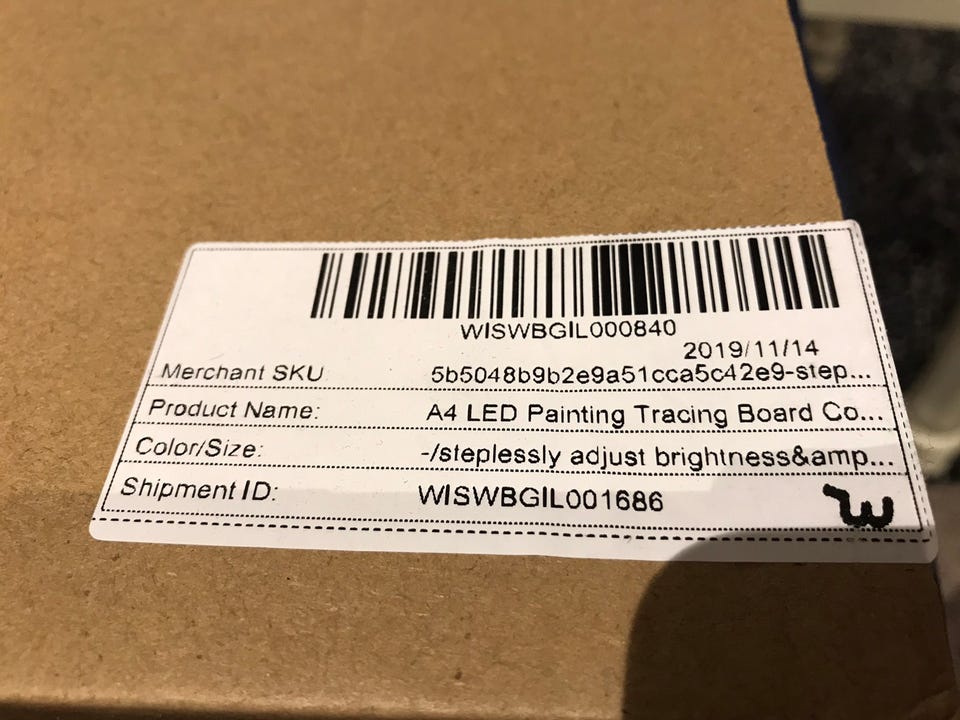 WISWBGIL000840
2019/11/14
Merchant SKU 5b5048b9b2e9a51cca5c42e9-step...
Product Name: A4 LED Painting Tracing Board Co...
Color/Size: -/steplessly adjust brightness&amp...
Shipment ID: WISWBGIL001686